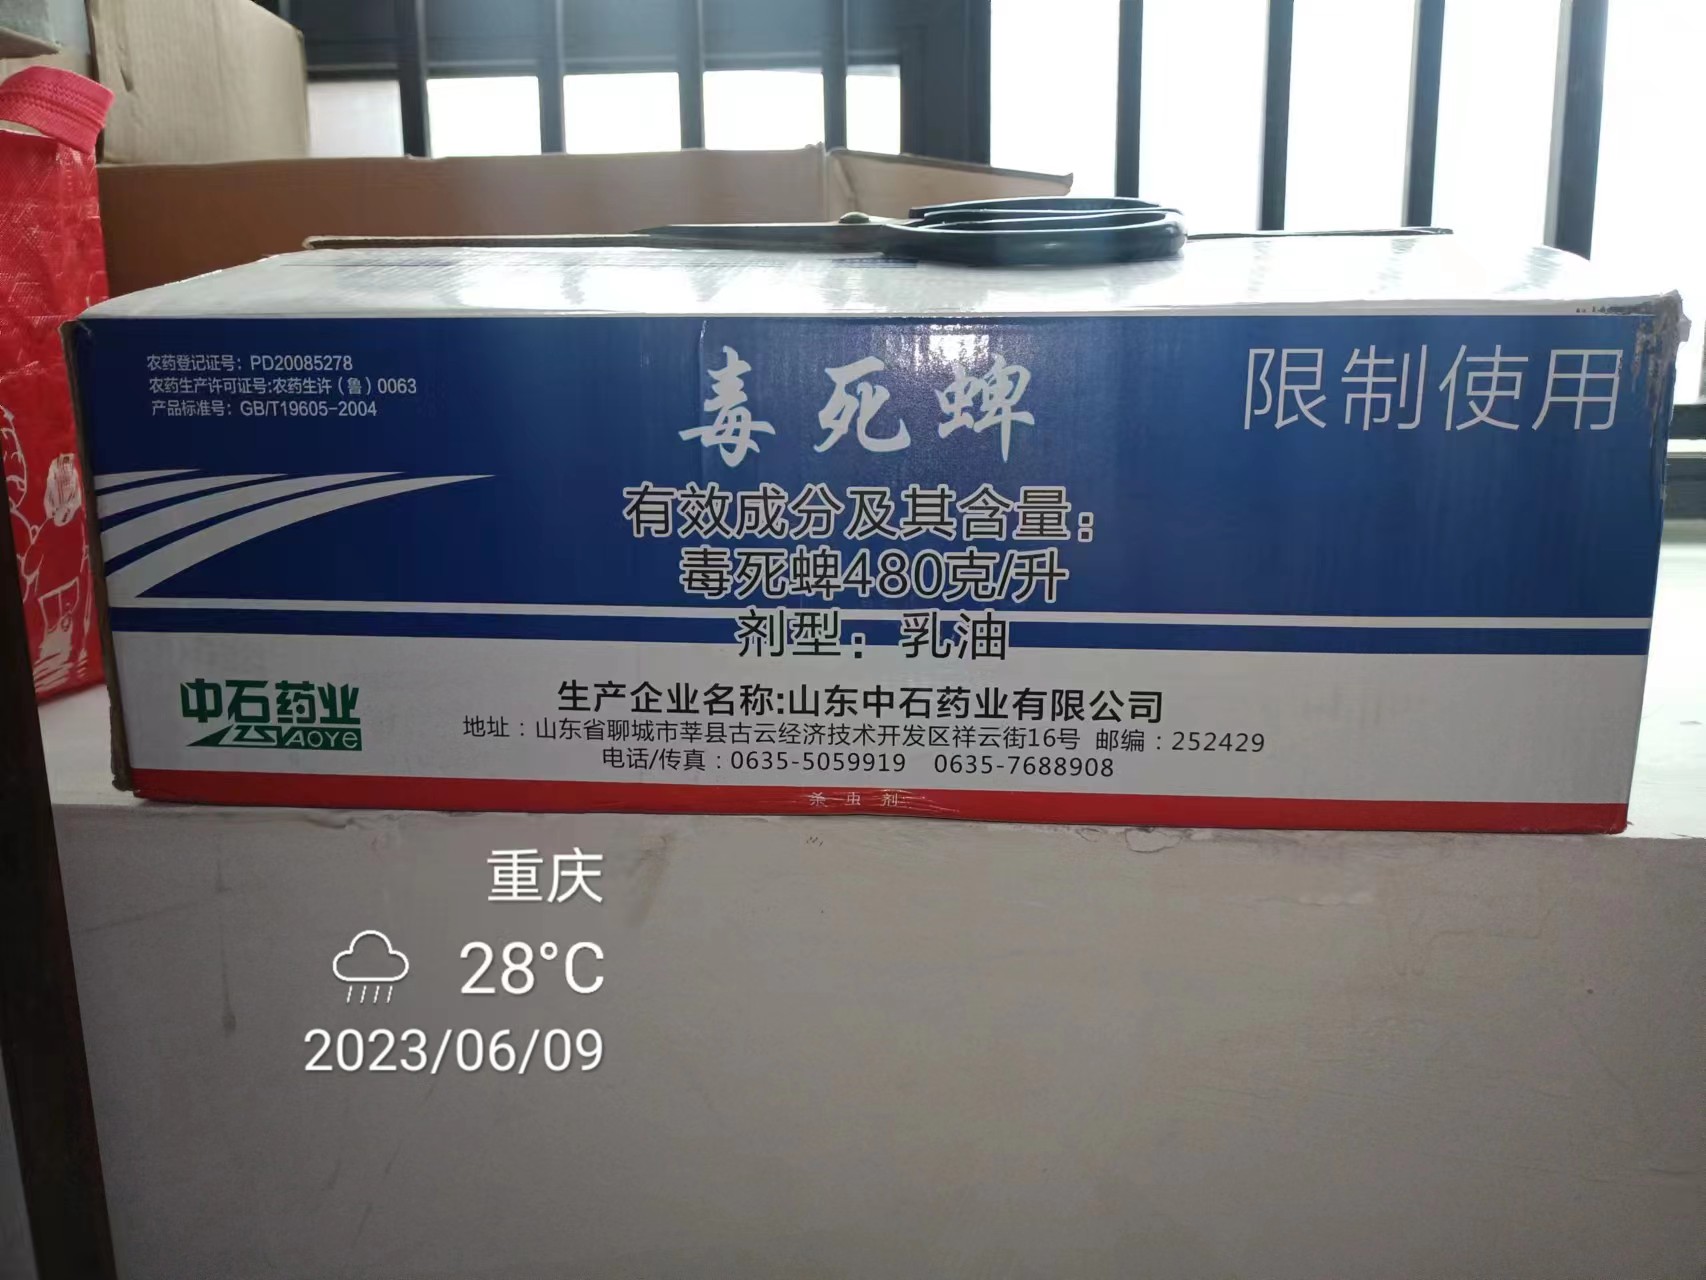 农药登记证号：PD20085278
农药生产许可证号:农药生许（鲁）0063
产品标准号：GB/T19605-2004
毒死蜱
限制使用
有效成分及其含量：
毒死蜱480克/升
剂型：乳油
中石药业
YAOYE
生产企业名称:山东中石药业有限公司
地址：山东省聊城市莘县古云经济技术开发区祥云街16号 邮编：252429
电话/传真：0635-5059919 0635-7688908
杀虫剂
重庆
28°C
2023/06/09